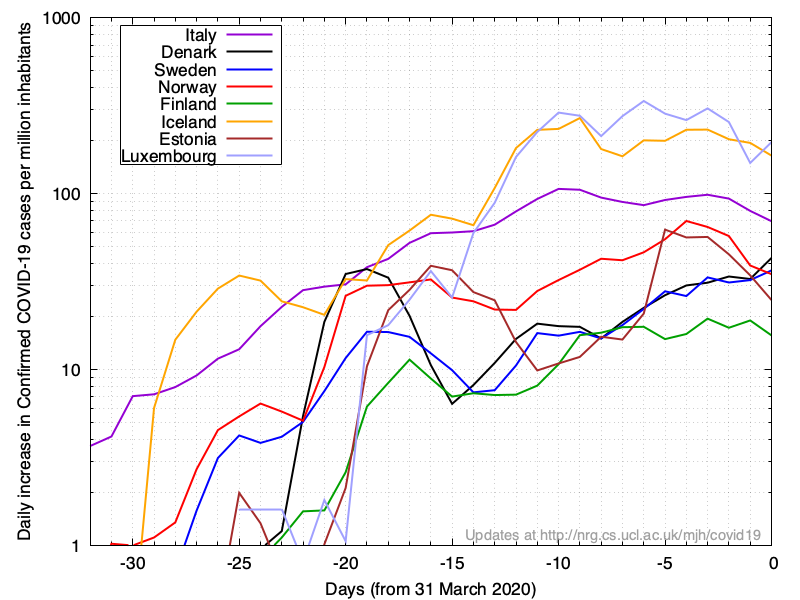 Daily increase in Confirmed COVID-19 cases per million inhabitants
1000
100
10
1
Italy
Denark
Sweden
Norway
Finland
Iceland
Estonia
Luxembourg
Updates at http://nrg.cs.ucl.ac.uk/mjh/covid19
-30 -25 -20 -15 -10 -5 0
Days (from 31 March 2020)